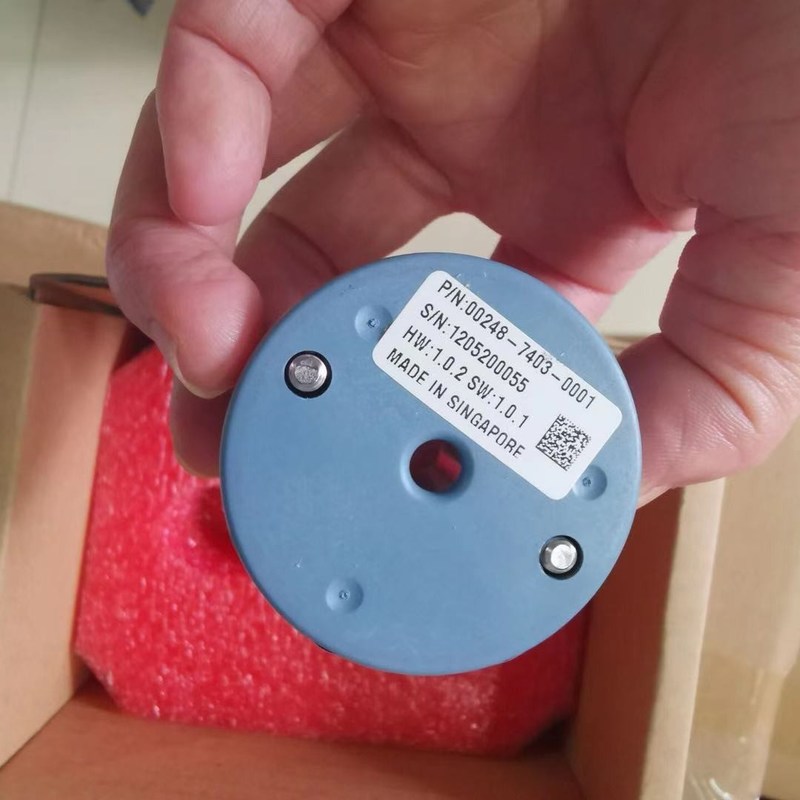 P/N:00248-7403-0001
S/N:1205200055
HW:1.0.2 SW:1.0.1
MADE IN SINGAPORE